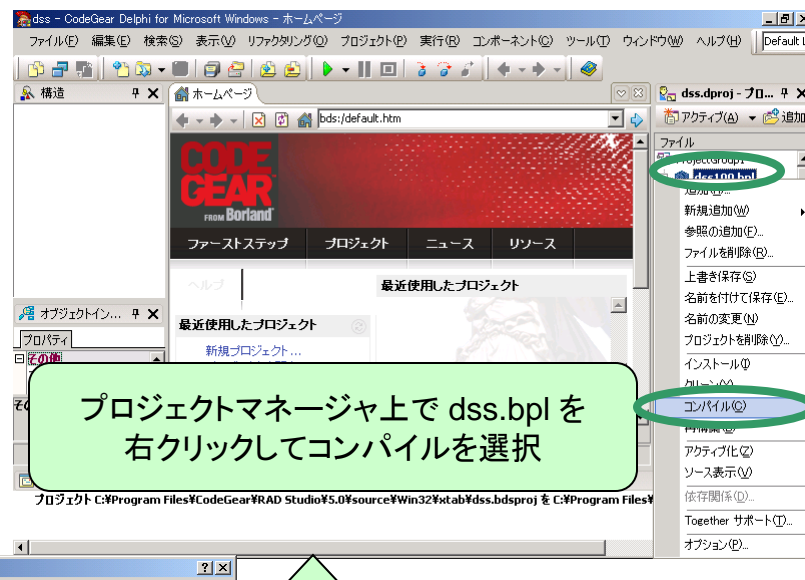 dss - CodeGear Delphi for Microsoft Windows - ホームページ
ファイル(F) 編集(E) 検索(S) 表示(V) リファクタリング(O) プロジェクト(P) 実行(R) コンポーネント(C) ツール(T) ウィンドウ(W) ヘルプ(H) Default
構造
ホームページ
dss.dproj - プロ...
bds:/default.htm
アクティブ(A) 追加
ファイル
ProjectGroup1
dss100.bpl
CODE
GEAR
FROM Borland
ファーストステップ プロジェクト ニュース リソース
ヘルプ
最近使用したプロジェクト
最近使用したプロジェクト
新規プロジェクト...
オブジェクトイン...
プロパティ
その他
新規追加(W)
参照の追加(F)...
ファイルを削除(R)...
上書き保存(S)
名前を付けて保存(E)...
名前の変更(N)
プロジェクトを削除(Y)...
インストール(I)
コンパイル(C)
アクティブ化(Z)
ソース表示(V)
依存関係(D)...
Together サポート(T)...
オプション(P)...
プロジェクトマネージャ上で dss.bpl を
右クリックしてコンパイルを選択
プロジェクト C:¥Program Files¥CodeGear¥RAD Studio¥5.0¥source¥Win32¥xtab¥dss.bdsproj を C:¥Program Files¥